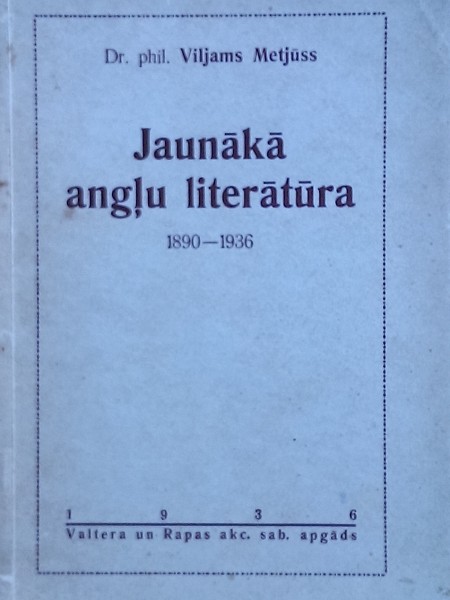 Dr. phil. Viljams Metjūss
Jaunākā
angļu literātūra
1890—1936
1 9 3 6
Valtera un Rapas akc. sab. apgāds